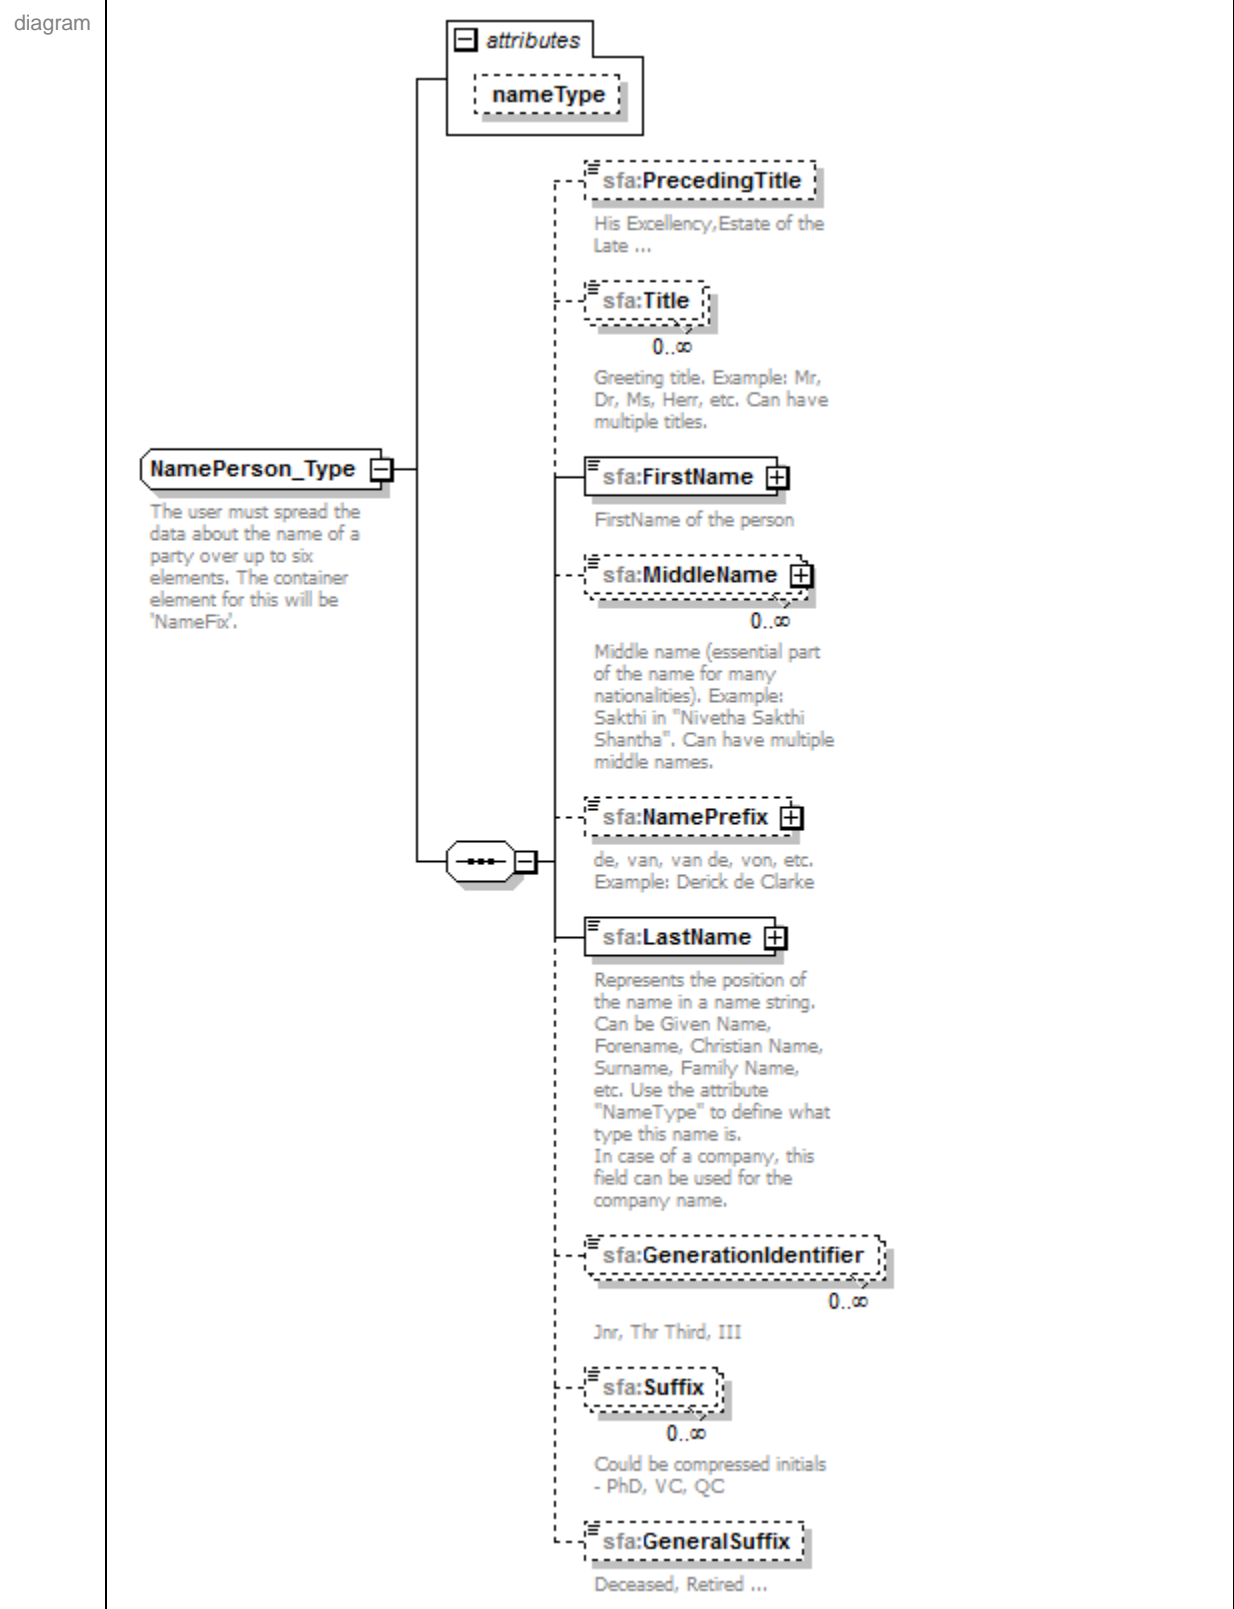 diagram
attributes
nameType
sfa:PrecedingTitle
His Excellency,Estate of the
Late ...
sfa:Title
0..∞
Greeting title. Example: Mr,
Dr, Ms, Herr, etc. Can have
multiple titles.
NamePerson_Type
The user must spread the
data about the name of a
party over up to six
elements. The container
element for this will be
'NameFix'.
sfa:FirstName
FirstName of the person
sfa:MiddleName
0..∞
Middle name (essential part
of the name for many
nationalities). Example:
Sakthi in "Nivetha Sakthi
Shantha". Can have multiple
middle names.
sfa:NamePrefix
de, van, van de, von, etc.
Example: Derick de Clarke
sfa:LastName
Represents the position of
the name in a name string.
Can be Given Name,
Forename, Christian Name,
Surname, Family Name,
etc. Use the attribute
"NameType" to define what
type this name is.
In case of a company, this
field can be used for the
company name.
sfa:GenerationIdentifier
0..∞
Jnr, Thr Third, III
sfa:Suffix
0..∞
Could be compressed initials
- PhD, VC, QC
sfa:GeneralSuffix
Deceased, Retired ...